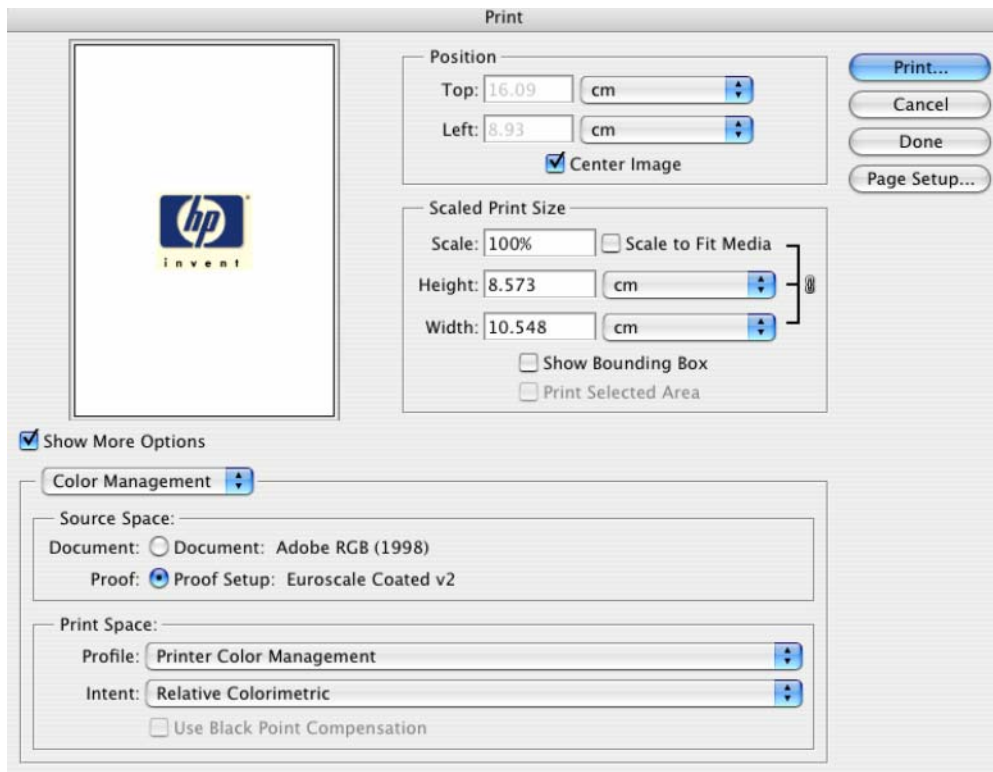 Print
Position
Top: 16.09 cm
Left: 8.93 cm
Center Image
Print...
Cancel
Done
Page Setup...
hp
invent
Scaled Print Size
Scale: 100% Scale to Fit Media
Height: 8.573 cm
Width: 10.548 cm
Show Bounding Box
Print Selected Area
Show More Options
Color Management
Source Space:
Document: Document: Adobe RGB (1998)
Proof: Proof Setup: Euroscale Coated v2
Print Space:
Profile: Printer Color Management
Intent: Relative Colorimetric
Use Black Point Compensation